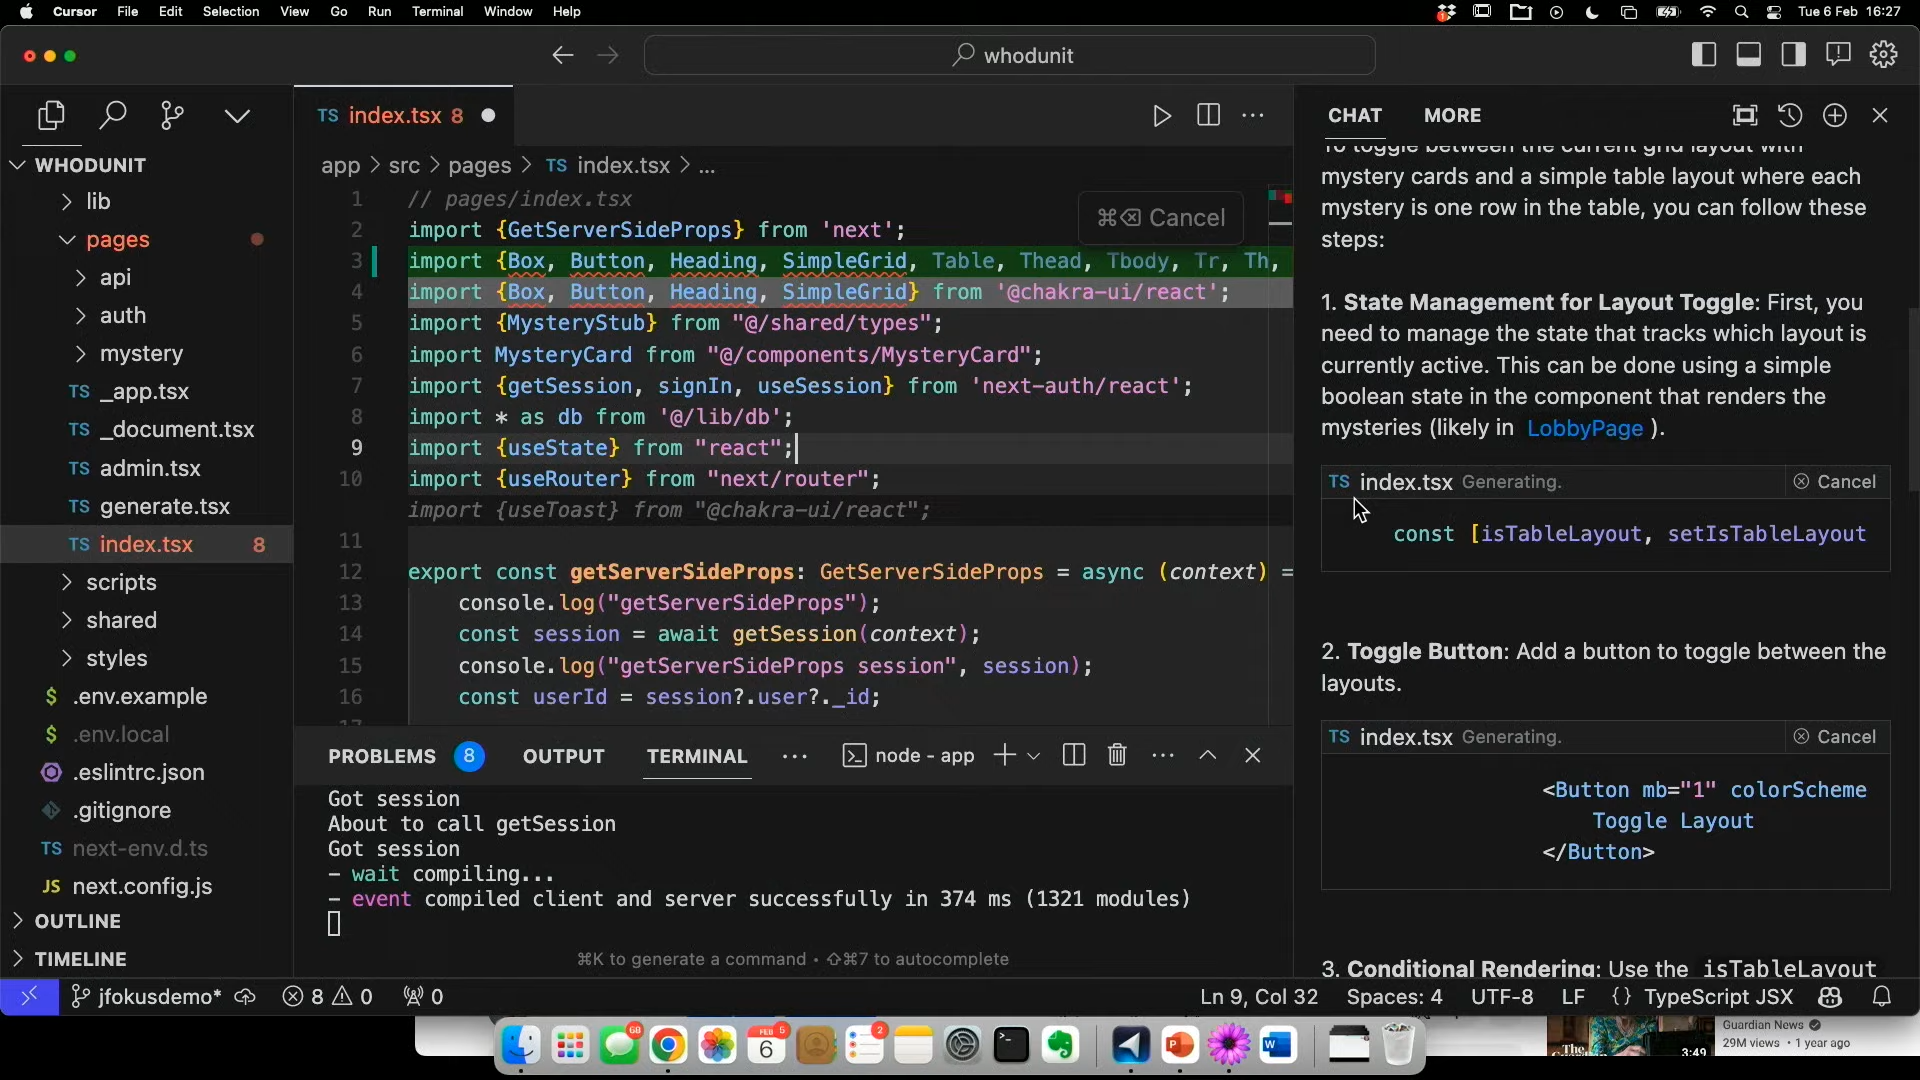 Cursor File Edit Selection View Go Run Terminal Window Help
Tue 6 Feb 16:27
whodunit
TS index.tsx 8
CHAT MORE
WHODUNIT
lib
pages
api
auth
mystery
TS _app.tsx
TS _document.tsx
TS admin.tsx
TS generate.tsx
TS index.tsx 8
scripts
shared
styles
$ .env.example
$ .env.local
.eslintrc.json
.gitignore
TS next-env.d.ts
JS next.config.js
OUTLINE
TIMELINE
app > src > pages > TS index.tsx > ...
⌘⌫ Cancel
1 // pages/index.tsx
2 import {GetServerSideProps} from 'next';
3 import {Box, Button, Heading, SimpleGrid, Table, Thead, Tbody, Tr, Th,
4 import {Box, Button, Heading, SimpleGrid} from '@chakra-ui/react';
5 import {MysteryStub} from "@/shared/types";
6 import MysteryCard from "@/components/MysteryCard";
7 import {getSession, signIn, useSession} from 'next-auth/react';
8 import * as db from '@/lib/db';
9 import {useState} from "react";
10 import {useRouter} from "next/router";
import {useToast} from "@chakra-ui/react";
11
12 export const getServerSideProps: GetServerSideProps = async (context) =
13 console.log("getServerSideProps");
14 const session = await getSession(context);
15 console.log("getServerSideProps session", session);
16 const userId = session?.user?._id;
17
PROBLEMS 8 OUTPUT TERMINAL ... node - app
Got session
About to call getSession
Got session
- wait compiling...
- event compiled client and server successfully in 374 ms (1321 modules)
⌘K to generate a command · ⇧⌘7 to autocomplete
To toggle between the current grid layout with
mystery cards and a simple table layout where each
mystery is one row in the table, you can follow these
steps:
1. State Management for Layout Toggle: First, you
need to manage the state that tracks which layout is
currently active. This can be done using a simple
boolean state in the component that renders the
mysteries (likely in LobbyPage ).
TS index.tsx Generating. Cancel
const [isTableLayout, setIsTableLayout
2. Toggle Button: Add a button to toggle between the
layouts.
TS index.tsx Generating. Cancel
<Button mb="1" colorScheme
Toggle Layout
</Button>
3. Conditional Rendering: Use the isTableLayout
jfokusdemo* 8 0 0
Ln 9, Col 32 Spaces: 4 UTF-8 LF {} TypeScript JSX
68
FEB 5
6
2
The
3:49
Guardian News
29M views • 1 year ago